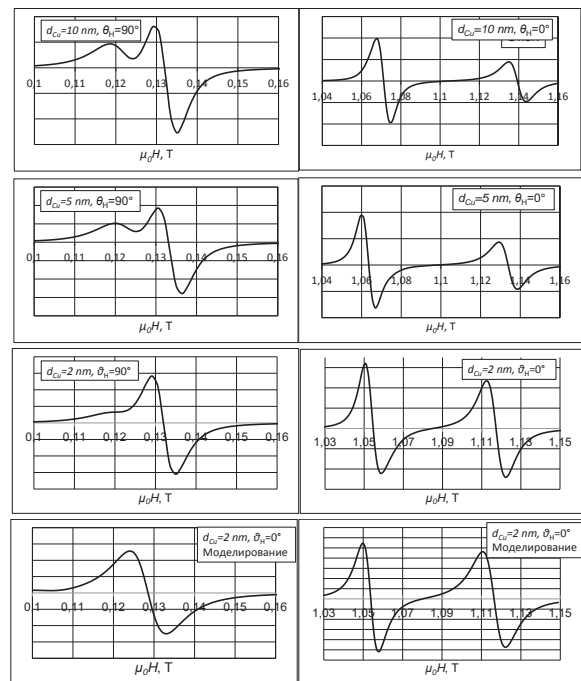 d_Cu=10 nm, θ_H=90°
0,1 0,11 0,12 0,13 0,14 0,15 0,16
μ₀H, T
d_Cu=10 nm, θ_H=0°
1,04 1,06 1,08 1,10 1,12 1,14 1,16
μ₀H, T
d_Cu=5 nm, θ_H=90°
0,1 0,11 0,12 0,13 0,14 0,15 0,16
μ₀H, T
d_Cu=5 nm, θ_H=0°
1,04 1,06 1,08 1,10 1,12 1,14 1,16
μ₀H, T
d_Cu=2 nm, ϑ_H=90°
0,1 0,11 0,12 0,13 0,14 0,15 0,16
μ₀H, T
d_Cu=2 nm, ϑ_H=0°
1,03 1,05 1,07 1,09 1,11 1,13 1,15
μ₀H, T
d_Cu=2 nm, ϑ_H=0°
Моделирование
0,1 0,11 0,12 0,13 0,14 0,15 0,16
μ₀H, T
d_Cu=2 nm, ϑ_H=0°
Моделирование
1,03 1,05 1,07 1,09 1,11 1,13 1,15
μ₀H, T